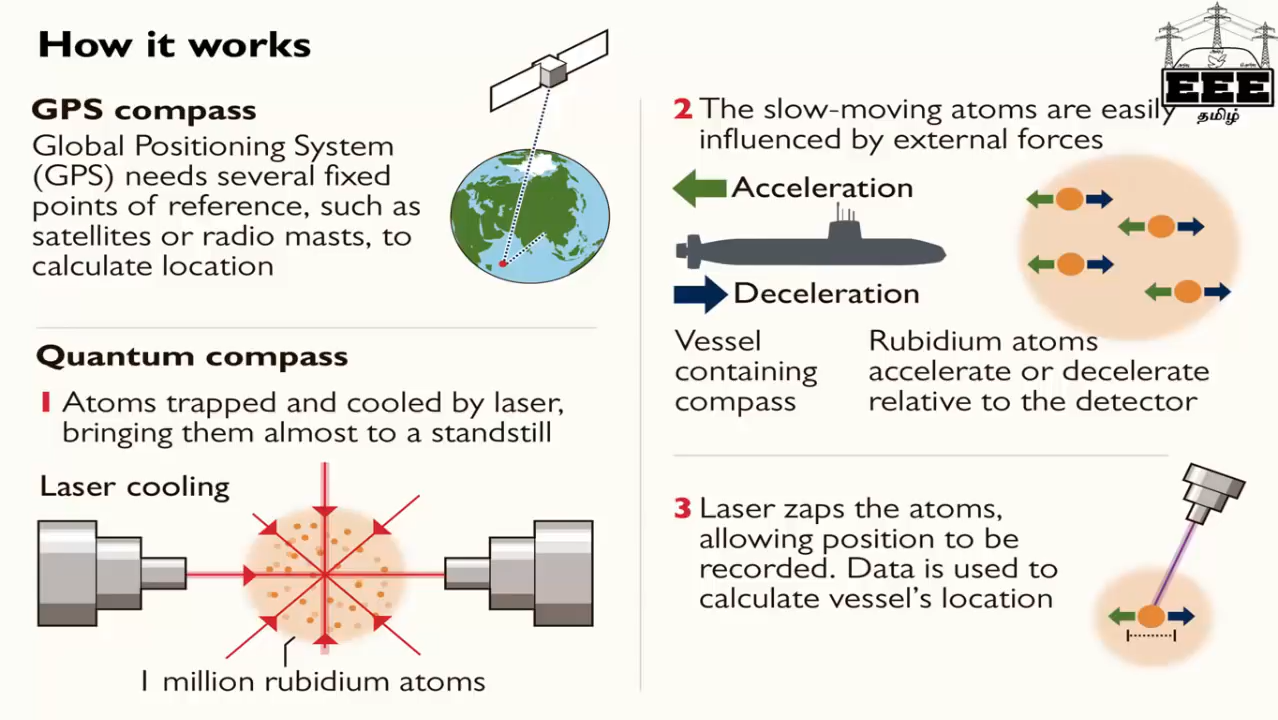 How it works
GPS compass
Global Positioning System
(GPS) needs several fixed
points of reference, such as
satellites or radio masts, to
calculate location
Quantum compass
1 Atoms trapped and cooled by laser,
bringing them almost to a standstill
Laser cooling
1 million rubidium atoms
2 The slow-moving atoms are easily
influenced by external forces
Acceleration
Deceleration
Vessel
containing
compass
Rubidium atoms
accelerate or decelerate
relative to the detector
3 Laser zaps the atoms,
allowing position to be
recorded. Data is used to
calculate vessel's location
EEE
தமிழ்